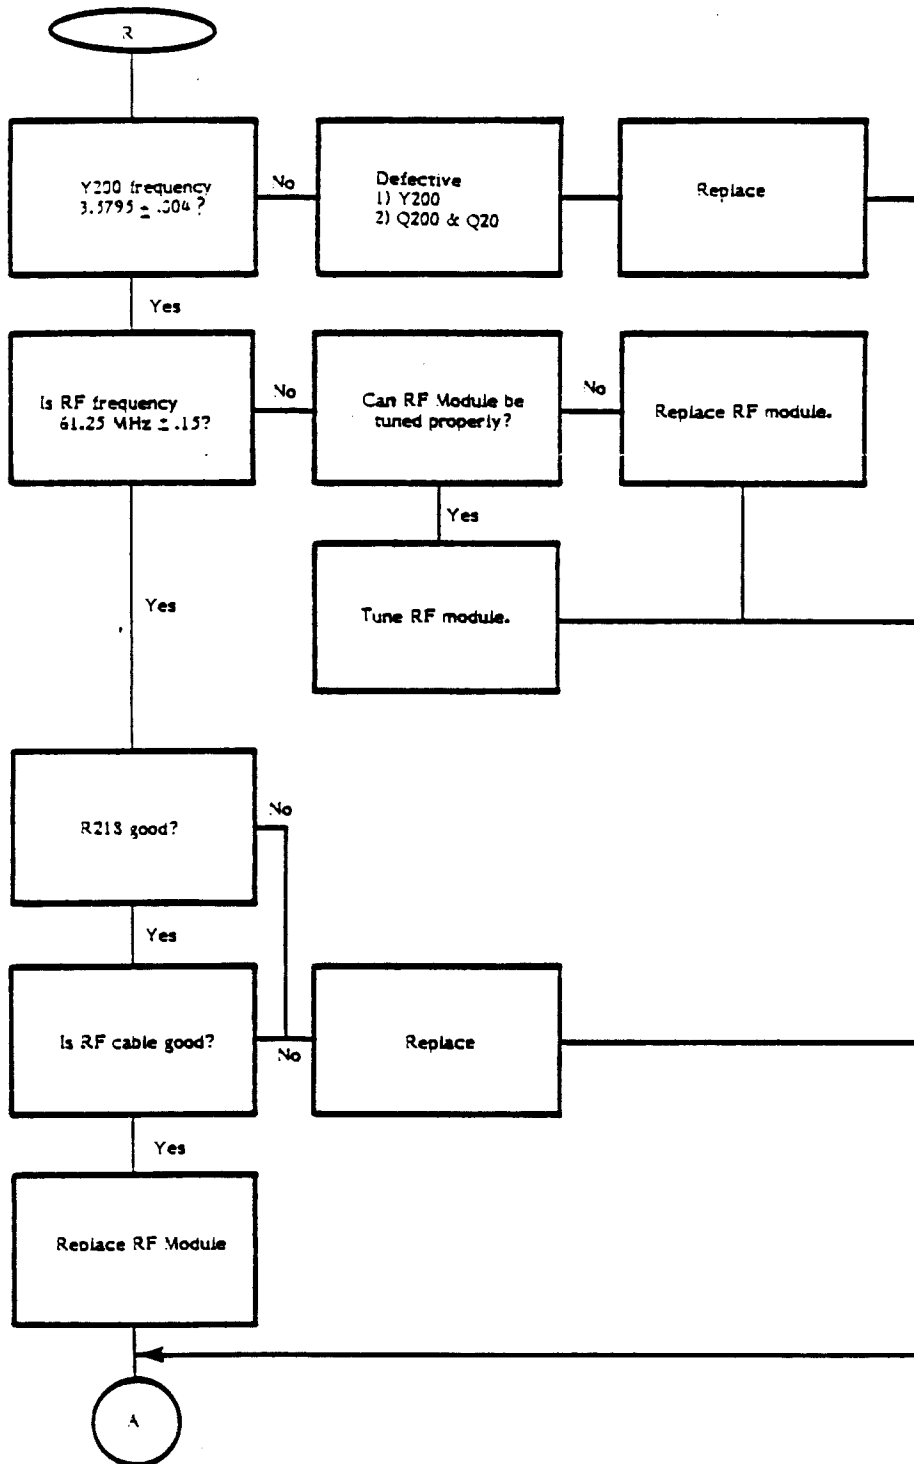 R
Y200 frequency
3.5795 ± .004 ?
No
Defective
1) Y200
2) Q200 & Q20
Replace
Yes
Is RF frequency
61.25 MHz ± .15?
No
Can RF Module be
tuned properly?
No
Replace RF module.
Yes
Yes
Tune RF module.
R218 good?
No
Yes
Is RF cable good?
No
Replace
Yes
Replace RF Module
A